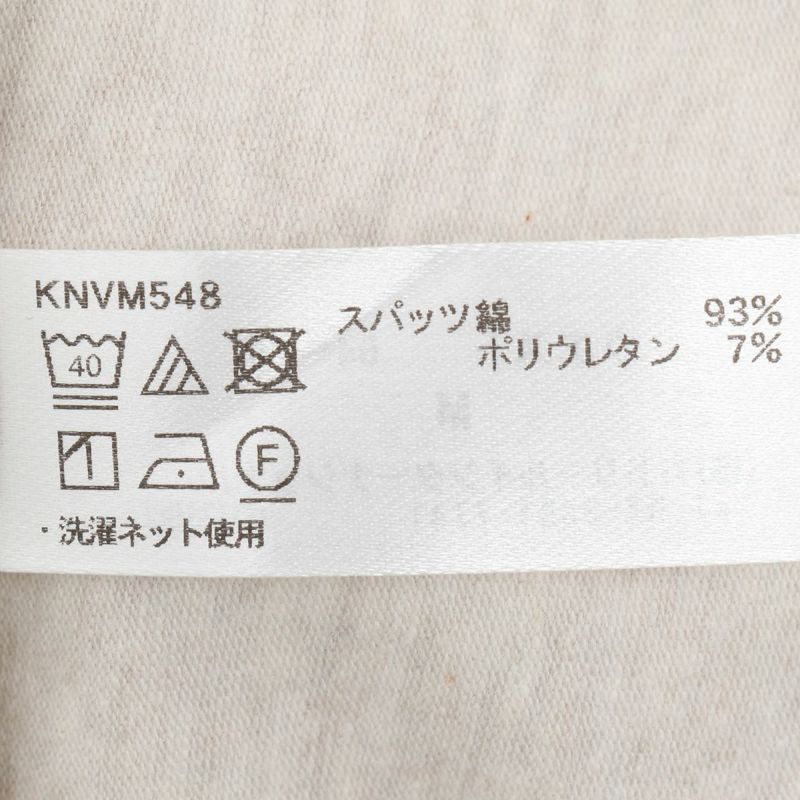 KNVM548
40
F
・洗濯ネット使用
スパッツ 綿 93%
ポリウレタン 7%